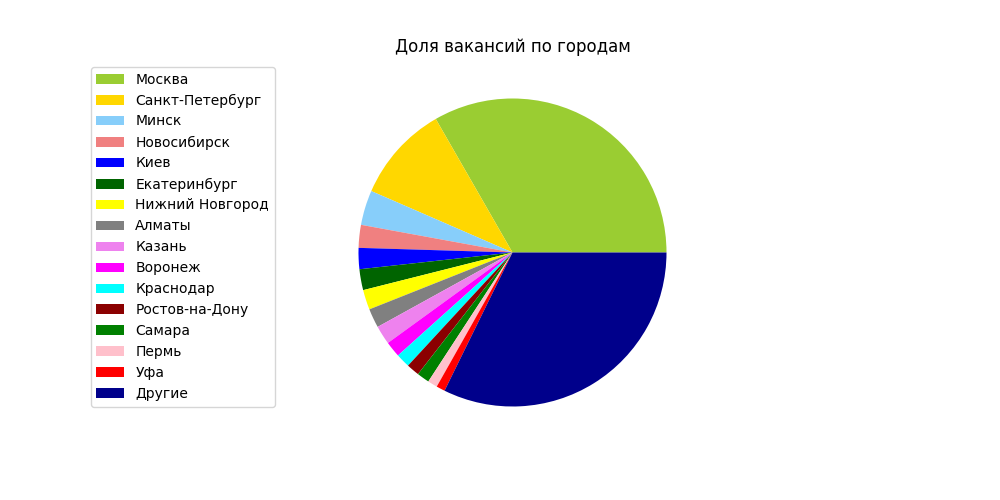 Доля вакансий по городам
Москва
Санкт-Петербург
Минск
Новосибирск
Киев
Екатеринбург
Нижний Новгород
Алматы
Казань
Воронеж
Краснодар
Ростов-на-Дону
Самара
Пермь
Уфа
Другие